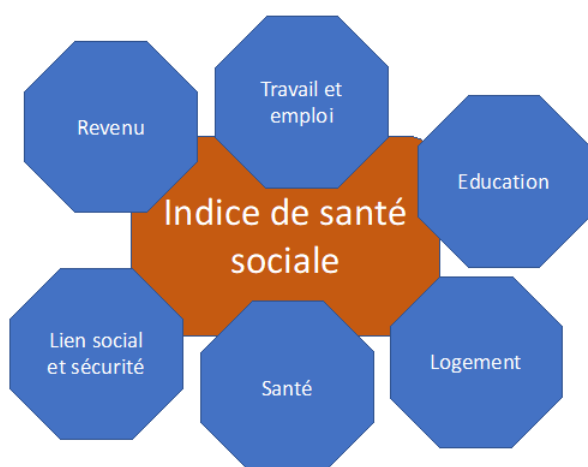 Revenu
Travail et
emploi
Education
Indice de santé
sociale
Lien social
et sécurité
Santé
Logement